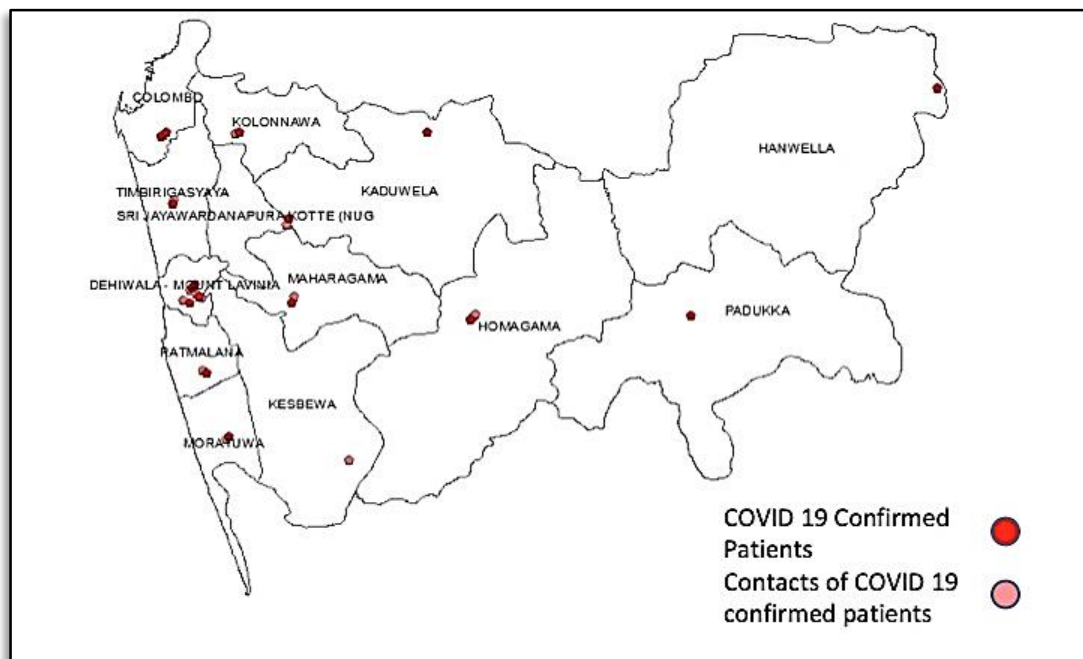 COLOMBO
KOLONNAWA
HANWELLA
TIMBIRIGASYAYA
KADUWELA
SRI JAYAWARDANAPURA KOTTE (NUG
DEHIWALA - MOUNT LAVINIA
MAHARAGAMA
PADUKKA
HOMAGAMA
RATMALANA
KESBEWA
MORATUWA
COVID 19 Confirmed
Patients
Contacts of COVID 19
confirmed patients